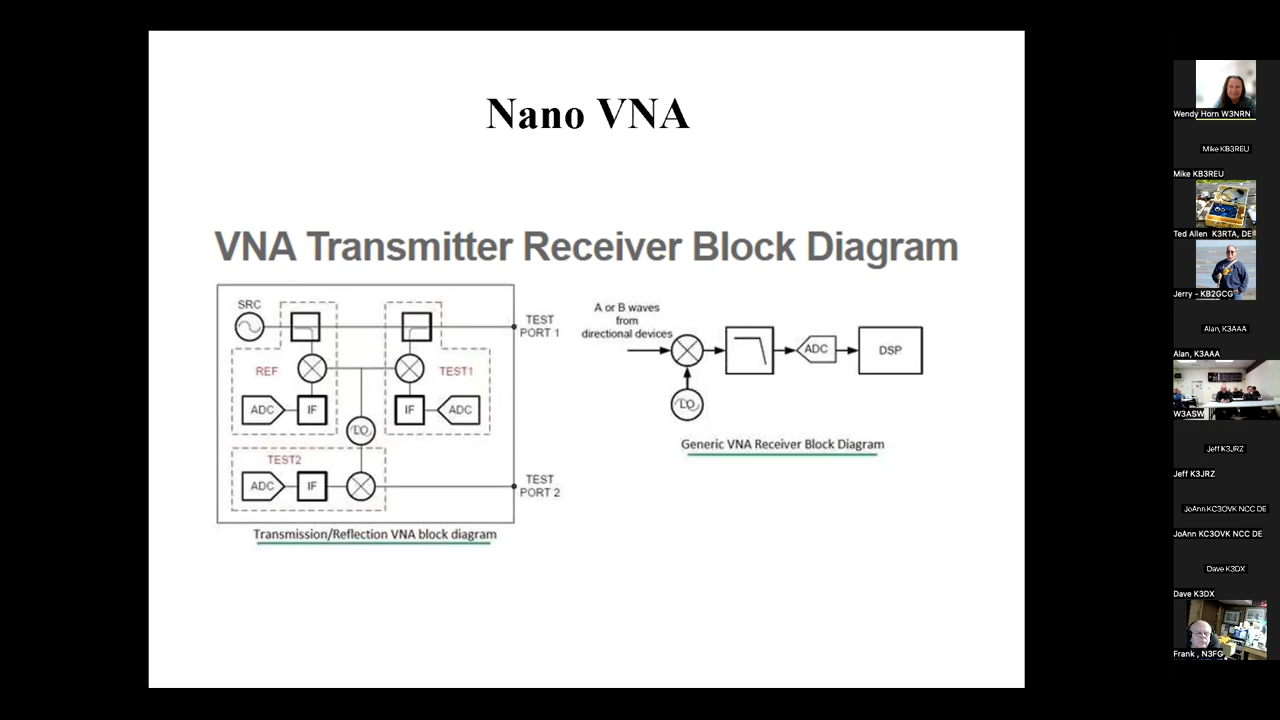 Nano VNA
VNA Transmitter Receiver Block Diagram
SRC
REF
TEST1
ADC
IF
IF
ADC
LO
TEST2
ADC
IF
TEST
PORT 1
TEST
PORT 2
Transmission/Reflection VNA block diagram
A or B waves
from
directional devices
LO
ADC
DSP
Generic VNA Receiver Block Diagram
Wendy Horn W3NRN
Mike KB3REU
Mike KB3REU
Ted Allen K3RTA, DE
Jerry - KB2GCG
Alan, K3AAA
Alan, K3AAA
W3ASW
Jeff K3JRZ
Jeff K3JRZ
JoAnn KC3OVK NCC DE
JoAnn KC3OVK NCC DE
Dave K3DX
Dave K3DX
Frank , N3FG